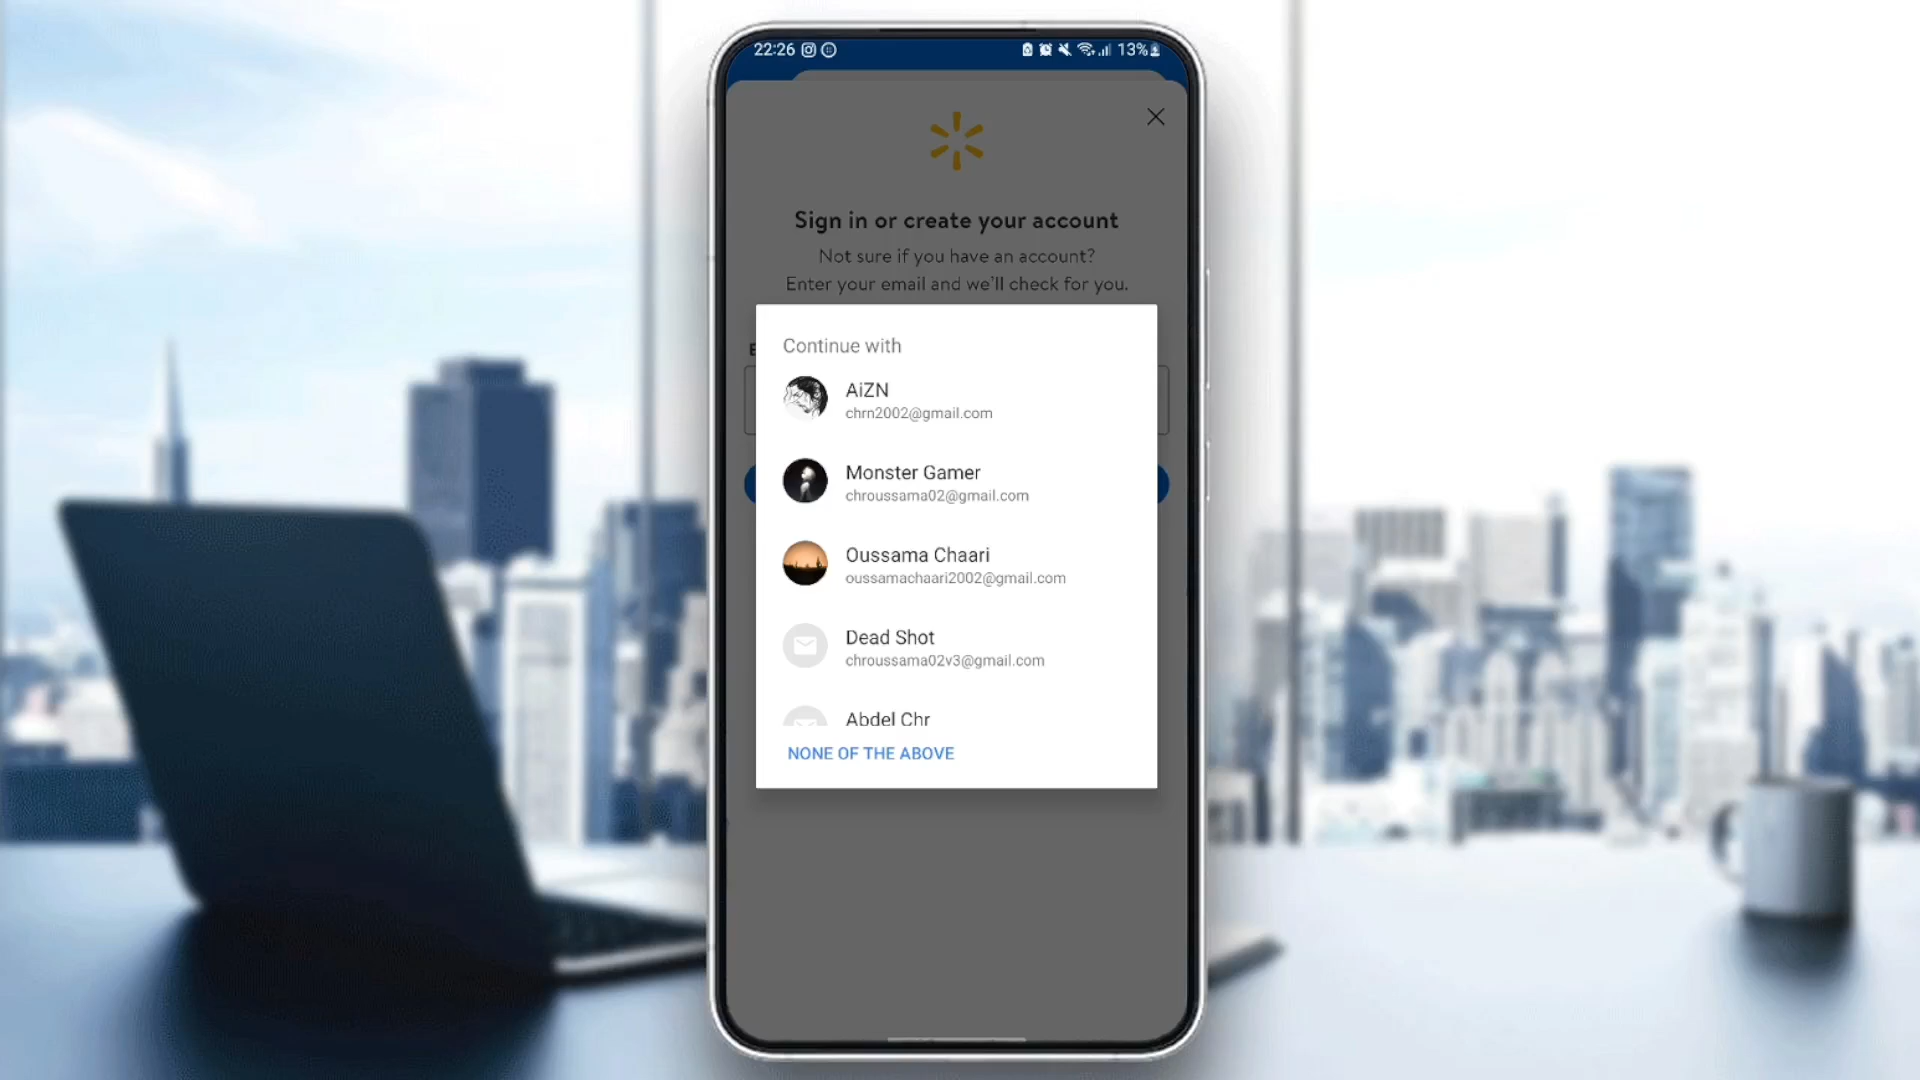 22:26
13%
Sign in or create your account
Not sure if you have an account?
Enter your email and we'll check for you.
Continue with
AiZN
chrn2002@gmail.com
Monster Gamer
chroussama02@gmail.com
Oussama Chaari
oussamachaari2002@gmail.com
Dead Shot
chroussama02v3@gmail.com
Abdel Chr
NONE OF THE ABOVE